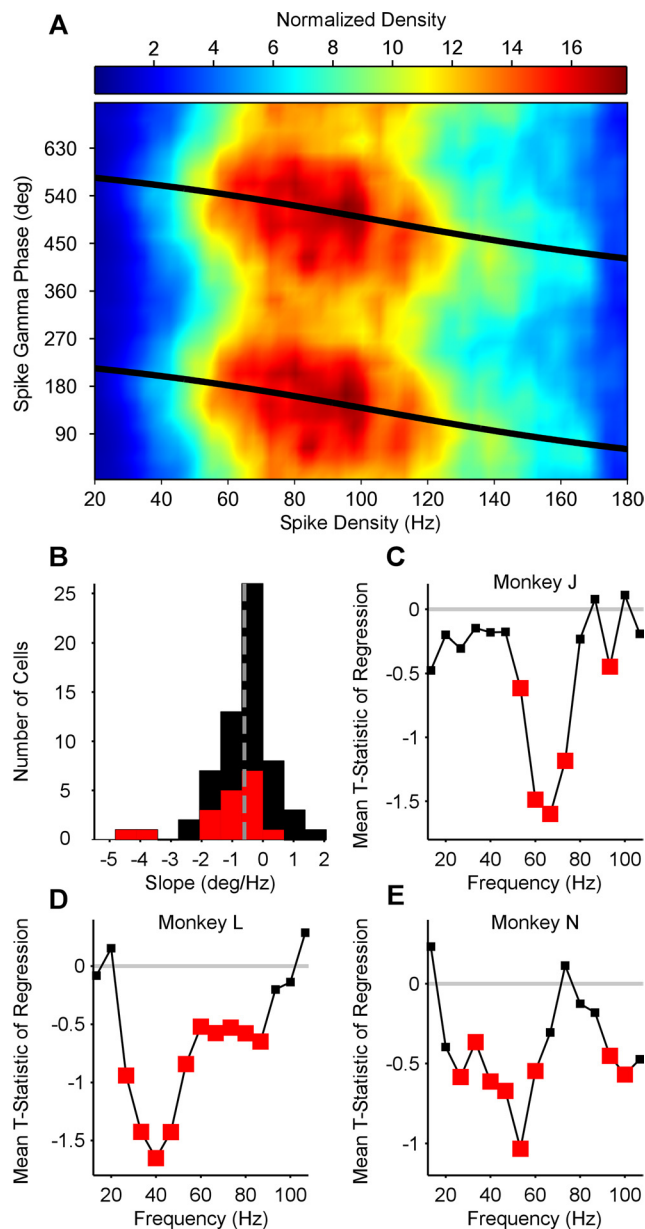 A
Normalized Density
2 4 6 8 10 12 14 16
Spike Gamma Phase (deg)
630
540
450
360
270
180
90
20 40 60 80 100 120 140 160 180
Spike Density (Hz)
B
Number of Cells
25
20
15
10
5
0
-5 -4 -3 -2 -1 0 1 2
Slope (deg/Hz)
C
Monkey J
Mean T-Statistic of Regression
0
-0.5
-1
-1.5
20 40 60 80 100
Frequency (Hz)
D
Monkey L
Mean T-Statistic of Regression
0
-0.5
-1
-1.5
20 40 60 80 100
Frequency (Hz)
E
Monkey N
Mean T-Statistic of Regression
0
-0.5
-1
20 40 60 80 100
Frequency (Hz)